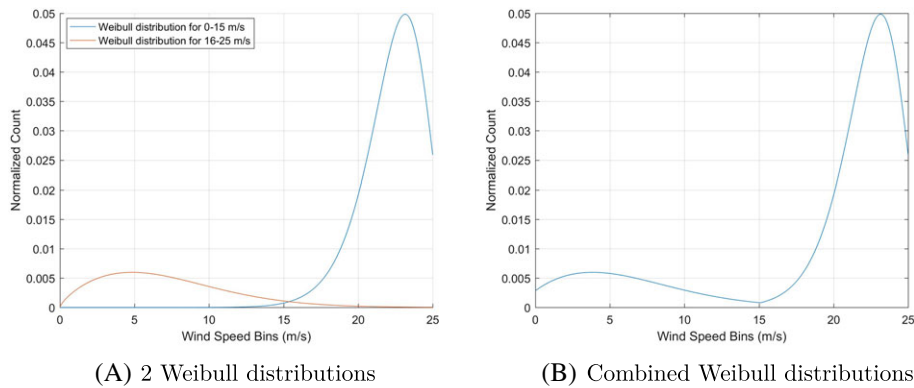 0.05
0.045
0.04
0.035
0.03
0.025
0.02
0.015
0.01
0.005
0
Normalized Count
Weibull distribution for 0-15 m/s
Weibull distribution for 16-25 m/s
0 5 10 15 20 25
Wind Speed Bins (m/s)
(A) 2 Weibull distributions
0.05
0.045
0.04
0.035
0.03
0.025
0.02
0.015
0.01
0.005
0
Normalized Count
0 5 10 15 20 25
Wind Speed Bins (m/s)
(B) Combined Weibull distributions